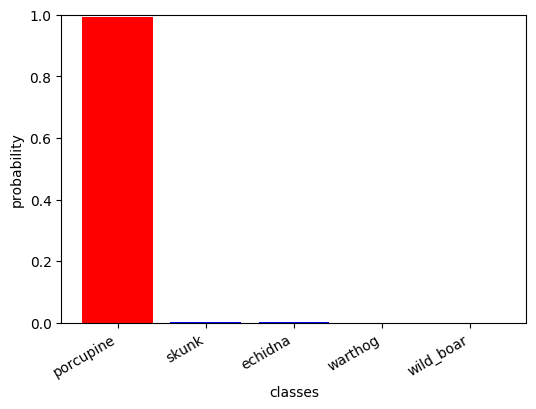 1.0
0.8
0.6
0.4
0.2
0.0
probability
porcupine
skunk
echidna
warthog
wild_boar
classes